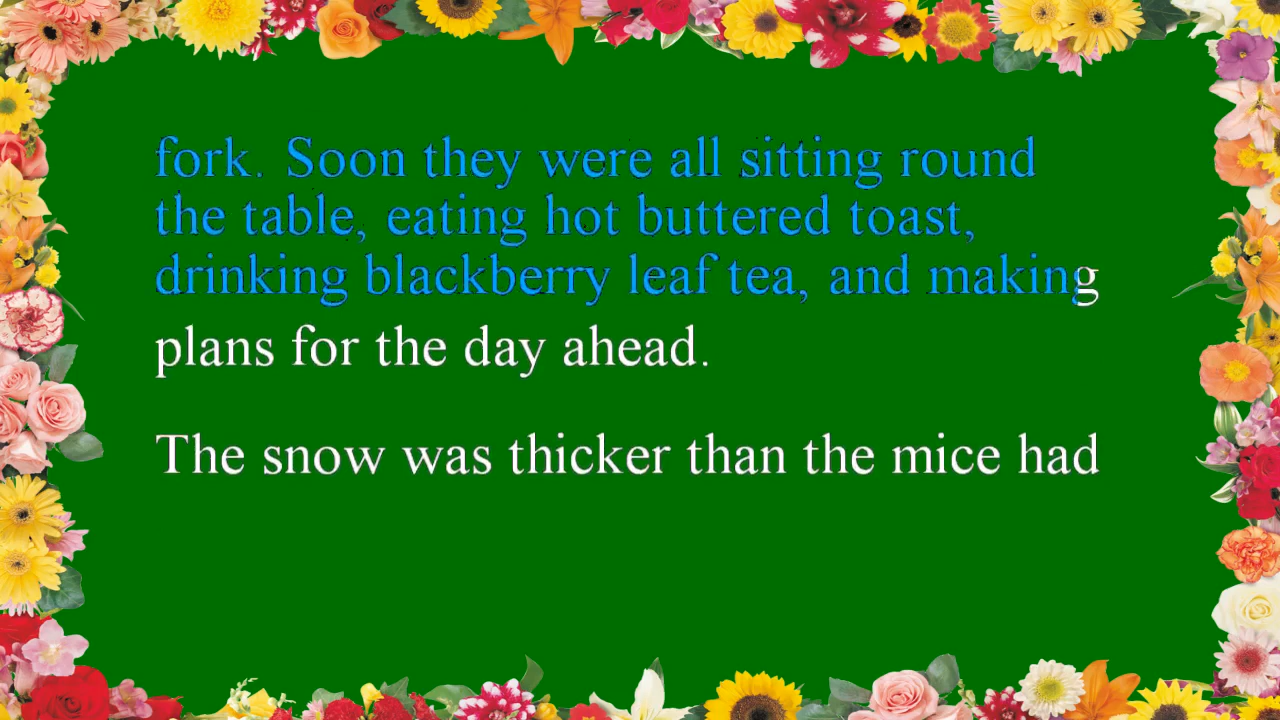 fork. Soon they were all sitting round
the table, eating hot buttered toast,
drinking blackberry leaf tea, and making
plans for the day ahead.
The snow was thicker than the mice had